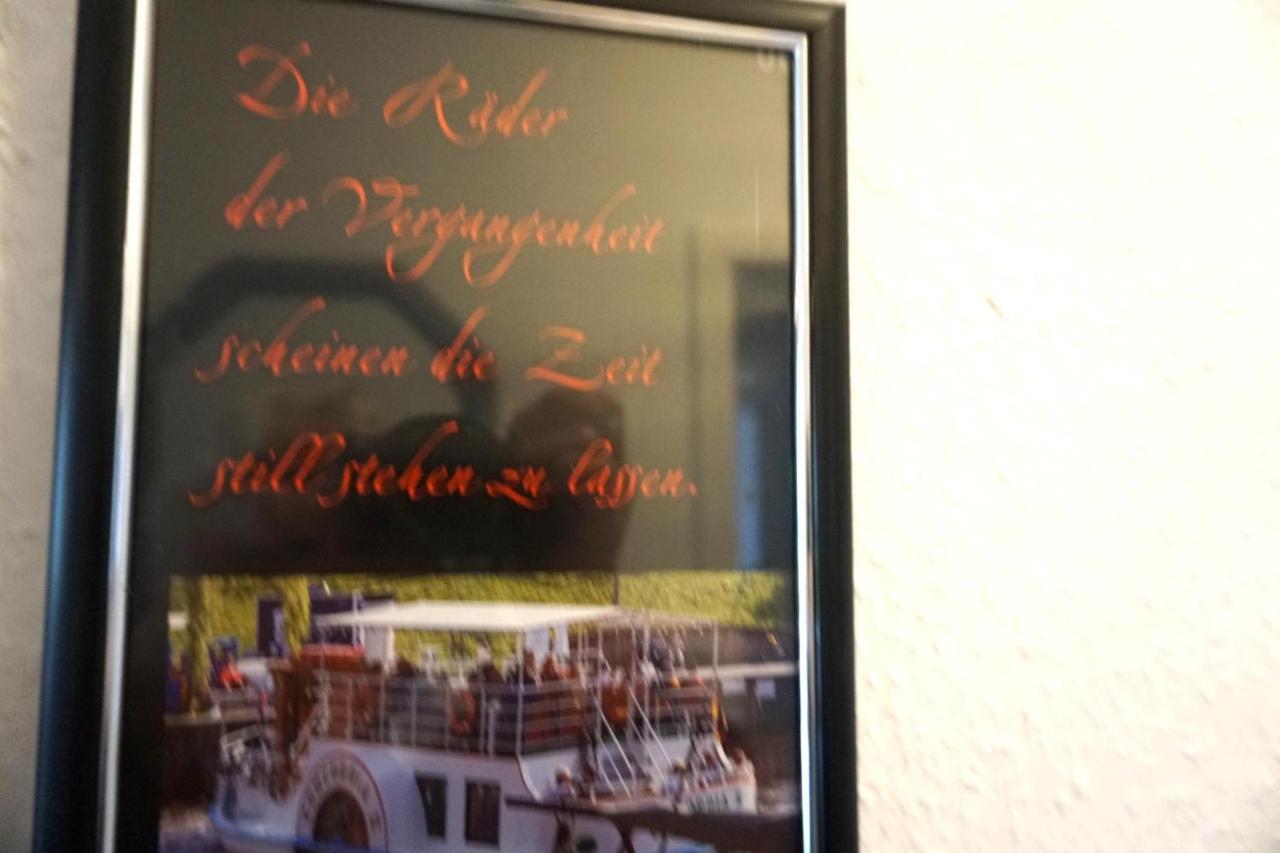 Die Räder
der Vergangenheit
scheinen die Zeit
still stehen zu lassen.